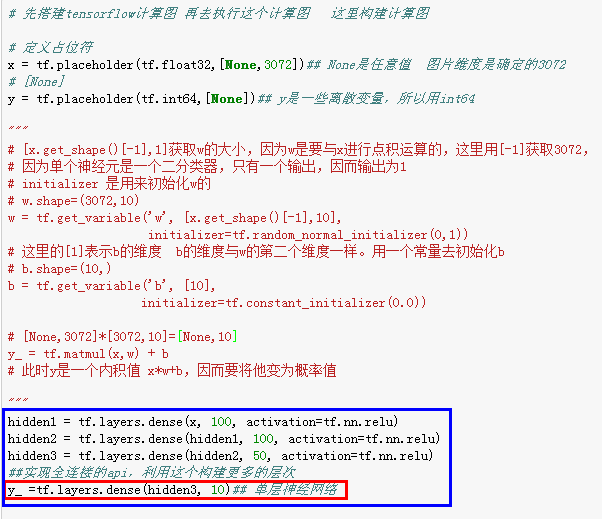 # 先搭建tensorflow计算图 再去执行这个计算图   这里构建计算图
# 定义占位符
x = tf.placeholder(tf.float32,[None,3072])## None是任意值  图片维度是确定的3072
# [None]
y = tf.placeholder(tf.int64,[None])## y是一些离散变量，所以用int64
"""
# [x.get_shape()[-1],1]获取w的大小，因为w是要与x进行点积运算的，这里用[-1]获取3072，
# 因为单个神经元是一个二分类器，只有一个输出，因而输出为1
# initializer 是用来初始化w的
# w.shape=(3072,10)
w = tf.get_variable('w', [x.get_shape()[-1],10],
initializer=tf.random_normal_initializer(0,1))
# 这里的[1]表示b的维度  b的维度与w的第二个维度一样。用一个常量去初始化b
# b.shape=(10,)
b = tf.get_variable('b', [10],
initializer=tf.constant_initializer(0.0))
# [None,3072]*[3072,10]=[None,10]
y_ = tf.matmul(x,w) + b
# 此时y是一个内积值 x*w+b，因而要将他变为概率值
"""
hidden1 = tf.layers.dense(x, 100, activation=tf.nn.relu)
hidden2 = tf.layers.dense(hidden1, 100, activation=tf.nn.relu)
hidden3 = tf.layers.dense(hidden2, 50, activation=tf.nn.relu)
##实现全连接的api，利用这个构建更多的层次
y_ =tf.layers.dense(hidden3, 10)## 单层神经网络